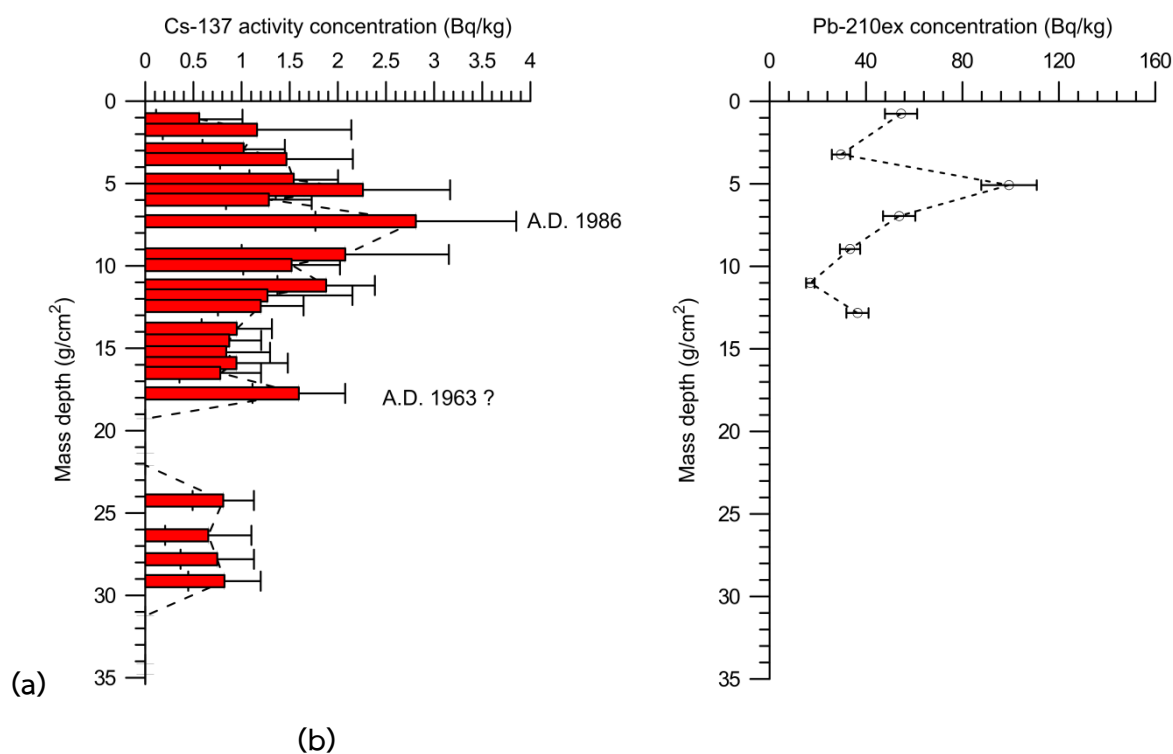 Cs-137 activity concentration (Bq/kg)
0 0.5 1 1.5 2 2.5 3 3.5 4
0
5
10
15
20
25
30
35
Mass depth (g/cm2)
A.D. 1986
A.D. 1963 ?
(a)
Pb-210ex concentration (Bq/kg)
0 40 80 120 160
0
5
10
15
20
25
30
35
Mass depth (g/cm2)
(b)